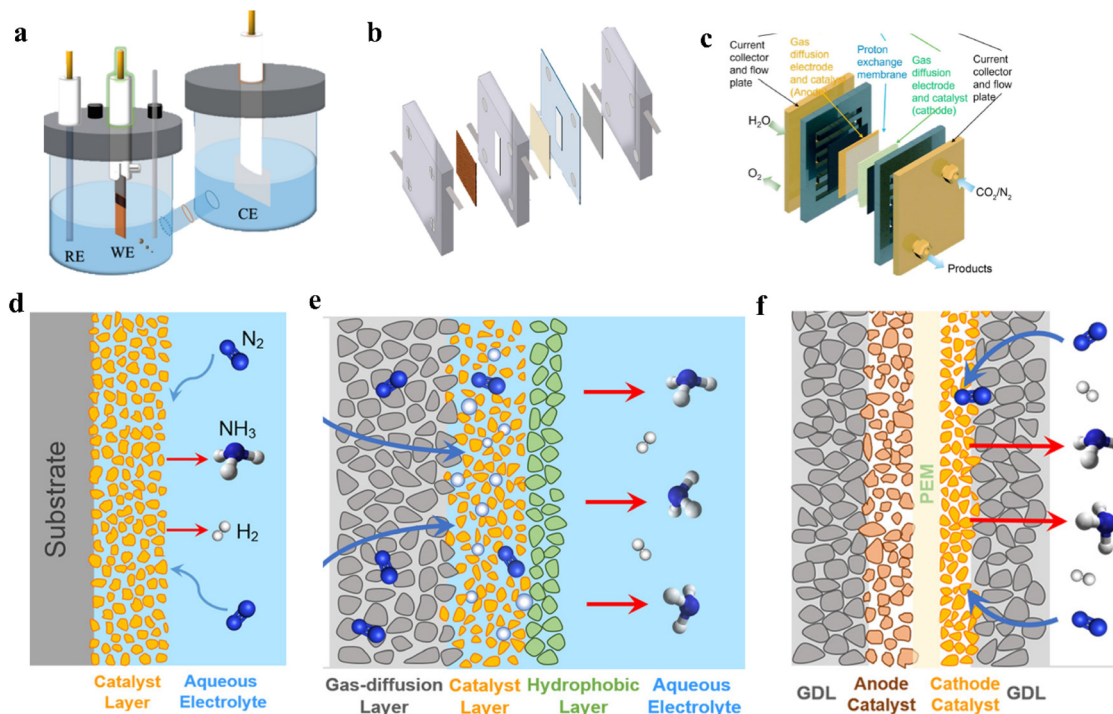 a
RE
WE
CE
b
c
Current
collector
and flow
plate
Gas
diffusion
electrode
and catalyst
(Anode)
Proton
exchange
membrane
Gas
diffusion
electrode
and catalyst
(cathode)
Current
collector
and flow
plate
H₂O
O₂
CO₂/N₂
Products
d
Substrate
N₂
NH₃
H₂
Catalyst
Layer
Aqueous
Electrolyte
e
Gas-diffusion
Layer
Catalyst
Layer
Hydrophobic
Layer
Aqueous
Electrolyte
f
PEM
GDL
Anode
Catalyst
Cathode
Catalyst
GDL